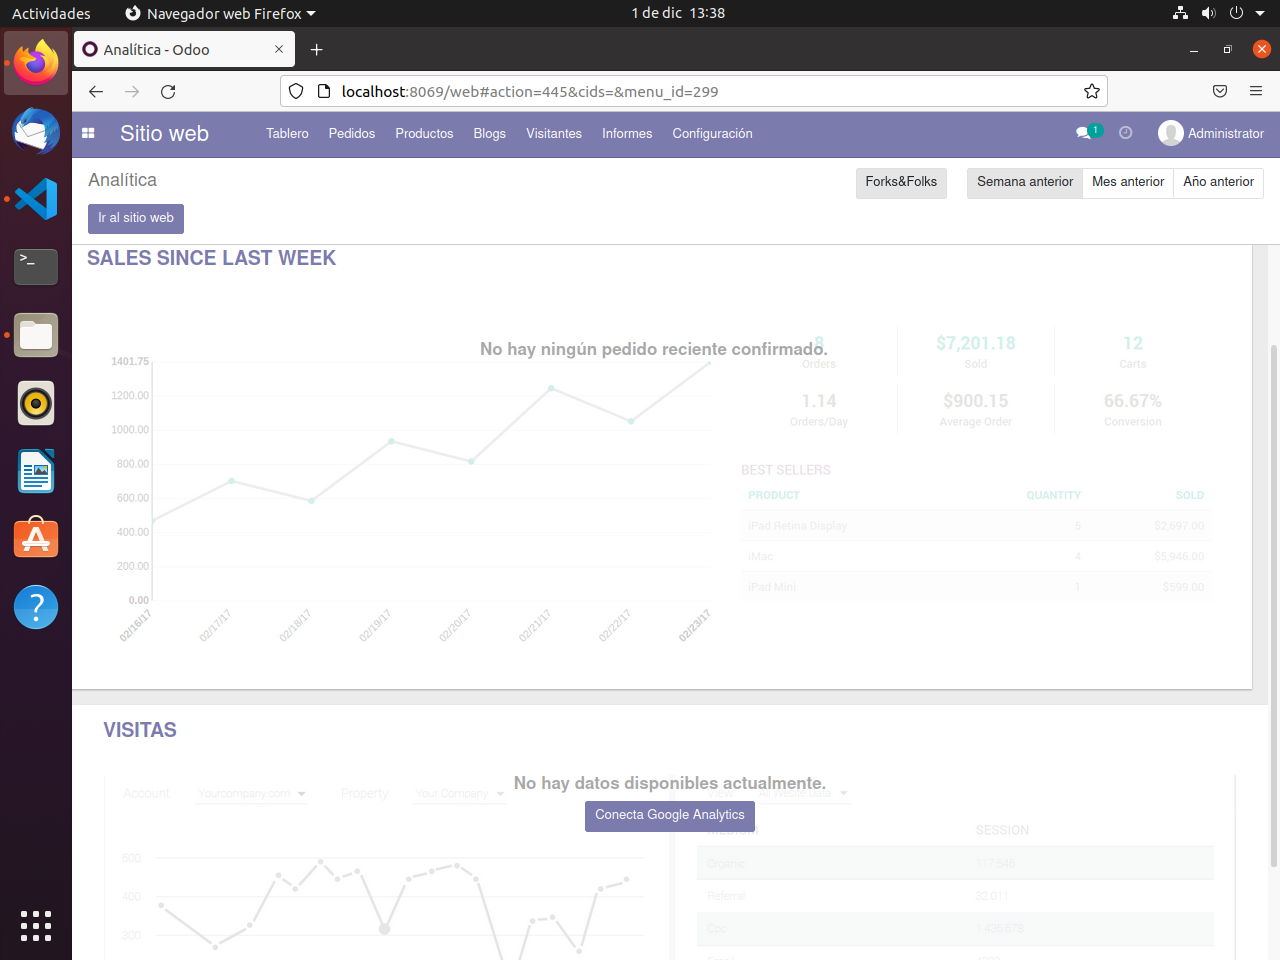 Actividades
Navegador web Firefox
1 de dic 13:38
Analítica - Odoo
localhost:8069/web#action=445&cids=&menu_id=299
Sitio web
Tablero
Pedidos
Productos
Blogs
Visitantes
Informes
Configuración
1
Administrator
Analítica
Forks&Folks
Semana anterior
Mes anterior
Año anterior
Ir al sitio web
SALES SINCE LAST WEEK
No hay ningún pedido reciente confirmado.
8
Orders
$7,201.18
Sold
12
Carts
1.14
Orders/Day
$900.15
Average Order
66.67%
Conversion
1401.75
1200.00
1000.00
800.00
600.00
400.00
200.00
0.00
02/16/17
02/17/17
02/18/17
02/19/17
02/20/17
02/21/17
02/22/17
02/23/17
BEST SELLERS
PRODUCT QUANTITY SOLD
iPad Retina Display 5 $2,697.00
iMac 4 $5,946.00
iPad Mini 1 $599.00
VISITAS
No hay datos disponibles actualmente.
Conecta Google Analytics
Account
Yourcompany.com
Property
Your Company
View
All Website Data
MEDIUM SESSION
Organic
Referral
Cpc
500
400
300